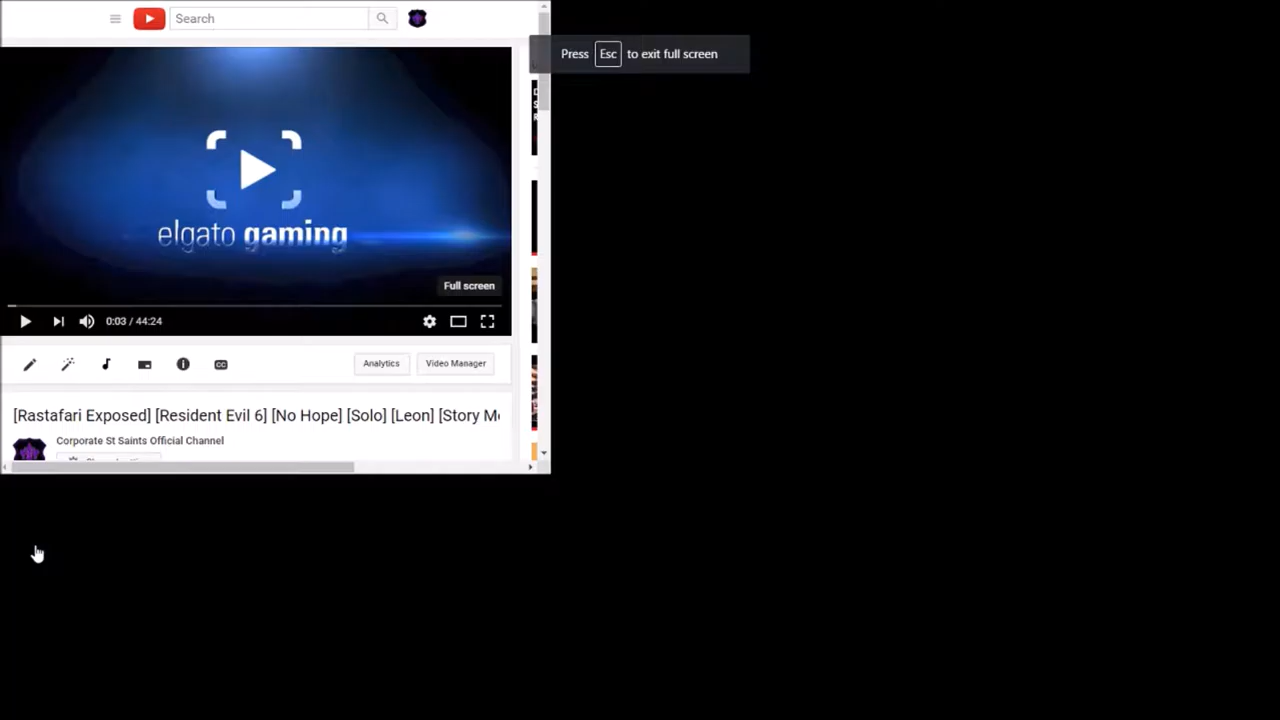 Search
Press Esc to exit full screen
elgato gaming
Full screen
0:03 / 44:24
CC
Analytics
Video Manager
[Rastafari Exposed] [Resident Evil 6] [No Hope] [Solo] [Leon] [Story M
Corporate St Saints Official Channel